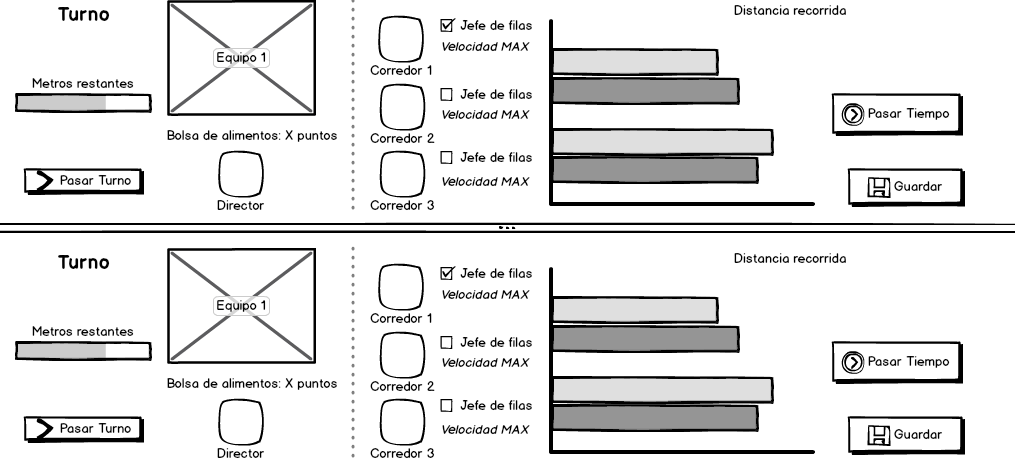 Turno
Equipo 1
Metros restantes
Bolsa de alimentos: X puntos
Pasar Turno
Director
Jefe de filas
Velocidad MAX
Corredor 1
Jefe de filas
Velocidad MAX
Corredor 2
Jefe de filas
Velocidad MAX
Corredor 3
Distancia recorrida
Pasar Tiempo
Guardar
Turno
Equipo 1
Metros restantes
Bolsa de alimentos: X puntos
Pasar Turno
Director
Jefe de filas
Velocidad MAX
Corredor 1
Jefe de filas
Velocidad MAX
Corredor 2
Jefe de filas
Velocidad MAX
Corredor 3
Distancia recorrida
Pasar Tiempo
Guardar